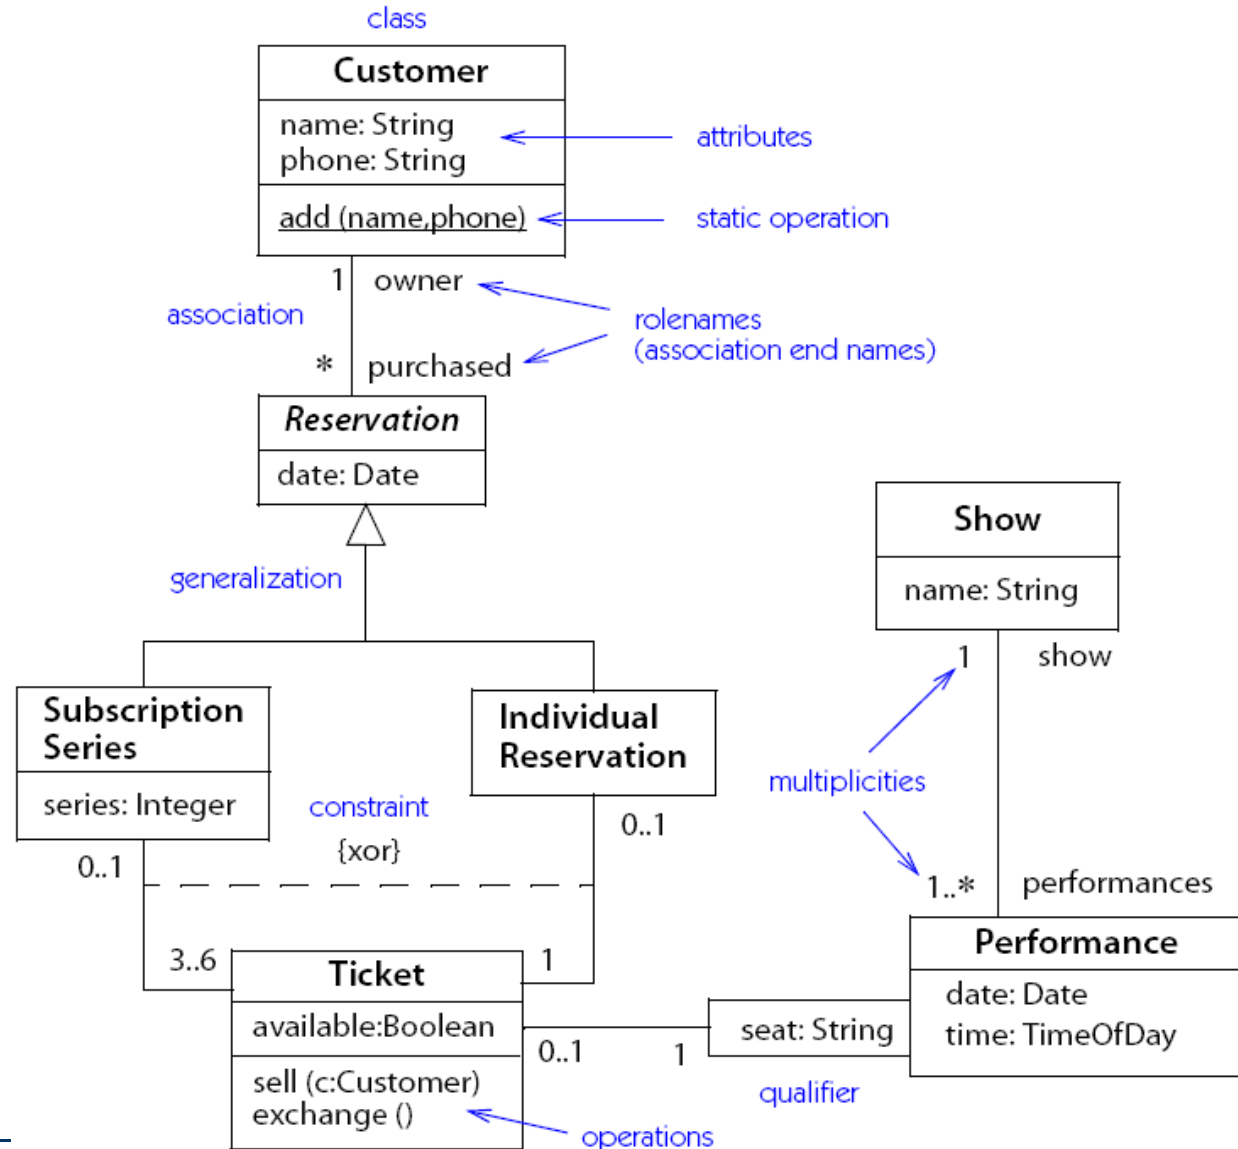 class
Customer
name: String
phone: String
attributes
add (name,phone)
static operation
1
owner
association
rolenames
(association end names)
*
purchased
Reservation
date: Date
Show
name: String
generalization
1
show
Subscription
Series
series: Integer
Individual
Reservation
multiplicities
constraint
{xor}
0..1
0..1
1..*
performances
Performance
date: Date
time: TimeOfDay
3..6
1
Ticket
available:Boolean
sell (c:Customer)
exchange ()
0..1
1
seat: String
qualifier
operations